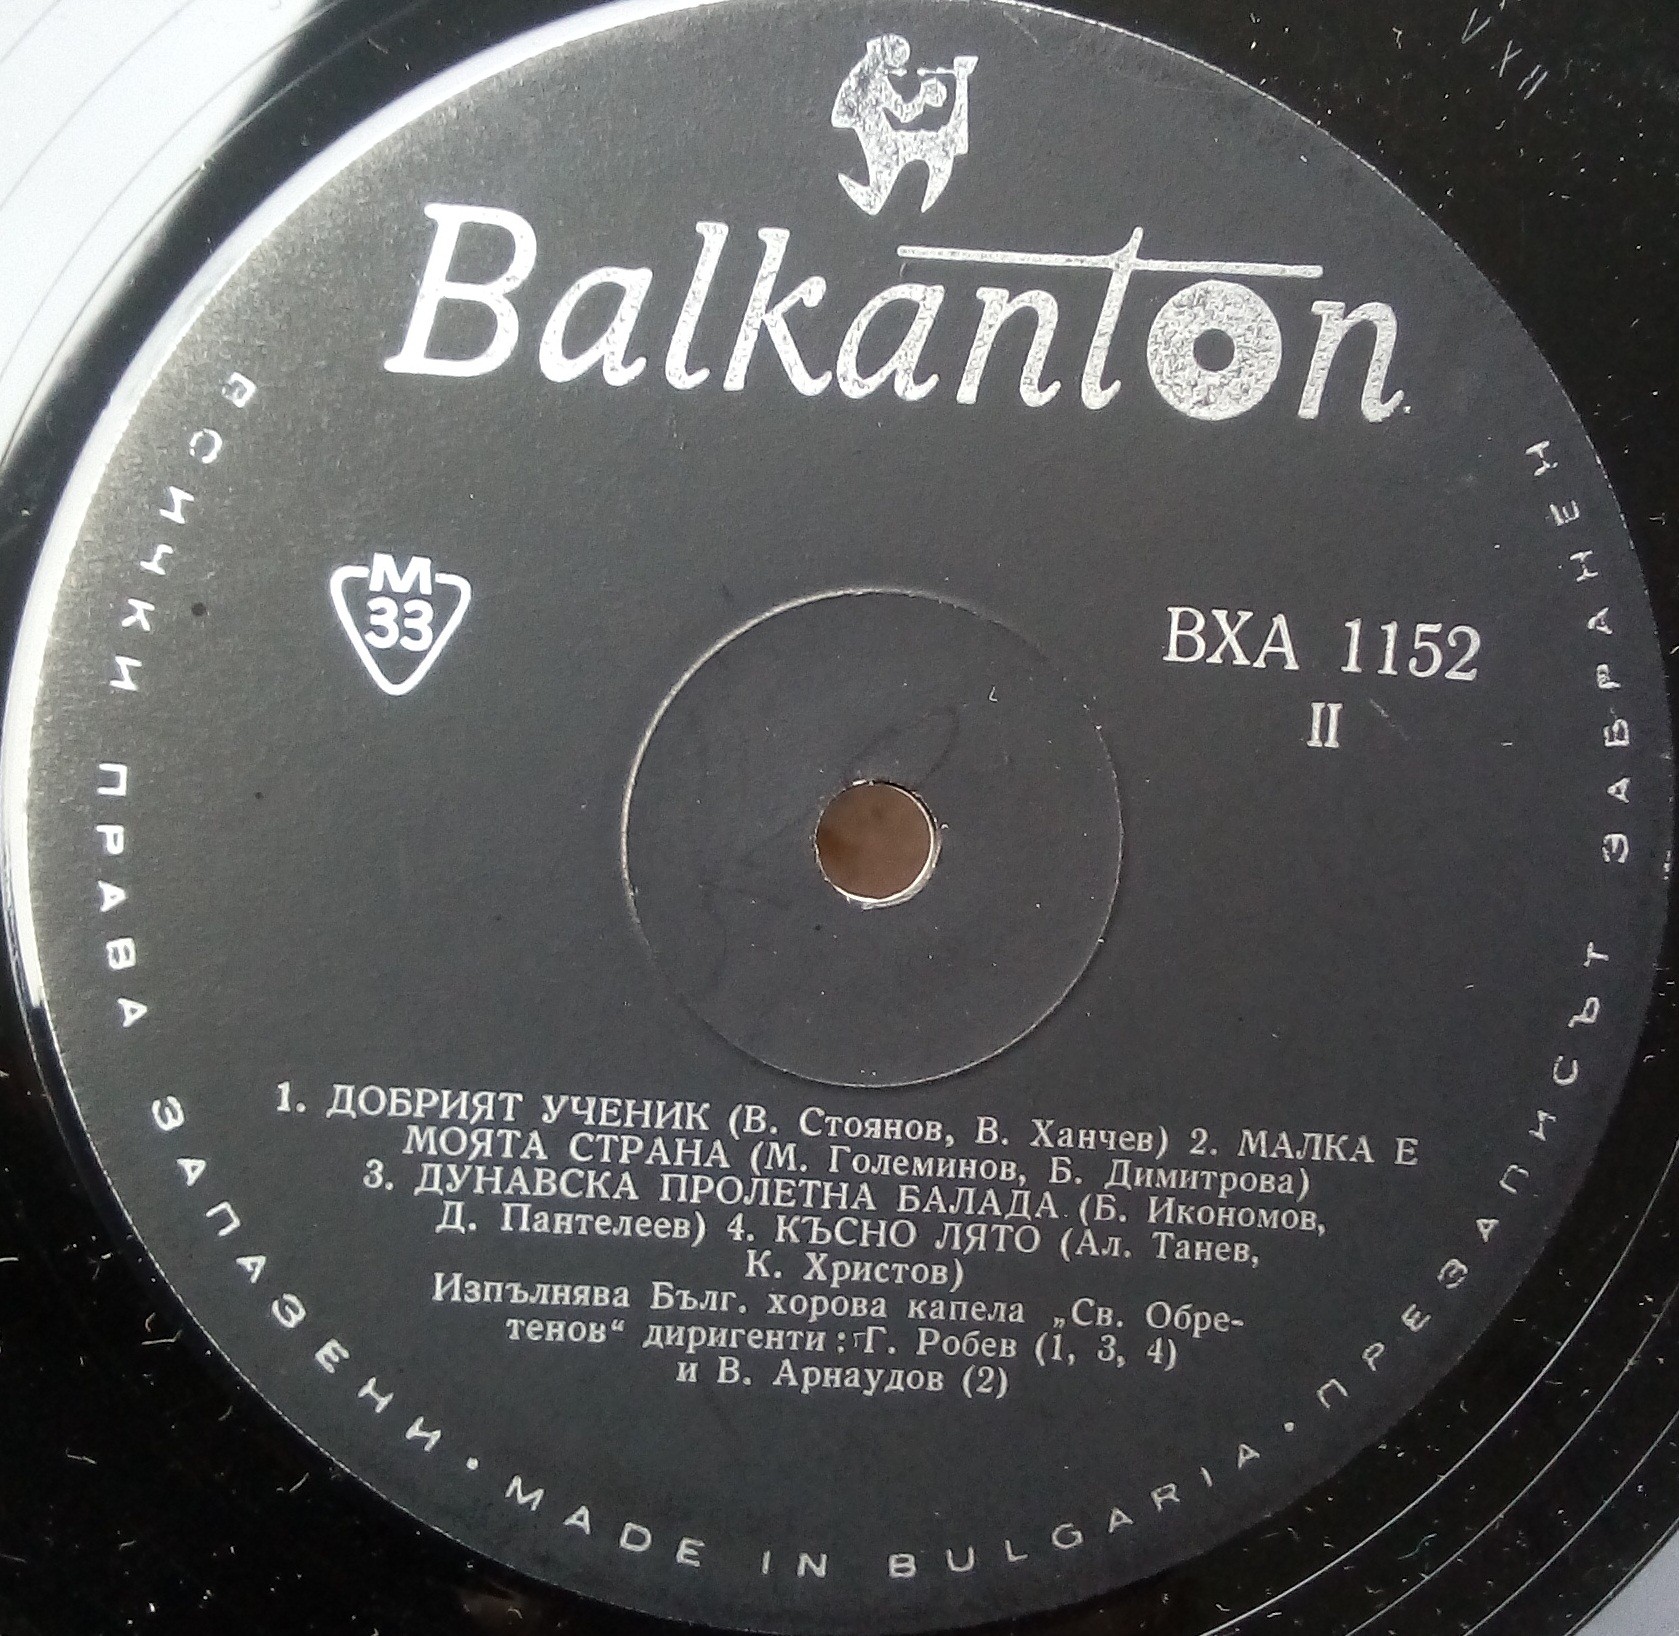 Balkanton
М
33
ВХА 1152
II
1. ДОБРИЯТ УЧЕНИК (В. Стоянов, В. Ханчев) 2. МАЛКА Е
МОЯТА СТРАНА (М. Големинов, Б. Димитрова)
3. ДУНАВСКА ПРОЛЕТНА БАЛАДА (Б. Икономов,
Д. Пантелеев) 4. КЪСНО ЛЯТО (Ал. Танев,
К. Христов)
Изпълнява Бълг. хорова капела „Св. Обре-
тенов“ диригенти: Г. Робев (1, 3, 4)
и В. Арнаудов (2)
ВСИЧКИ ПРАВА ЗАПАЗЕНИ · MADE IN BULGARIA · ПРЕЗАПИСЪТ ЗАБРАНЕН